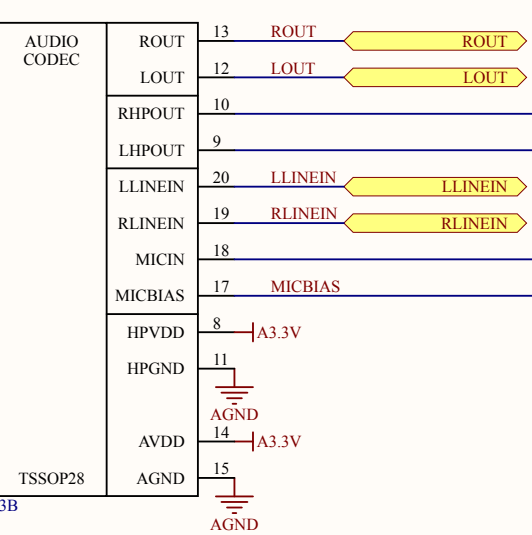 AUDIO
CODEC
ROUT 13 ROUT ROUT
LOUT 12 LOUT LOUT
RHPOUT 10
LHPOUT 9
LLINEIN 20 LLINEIN LLINEIN
RLINEIN 19 RLINEIN RLINEIN
MICIN 18
MICBIAS 17 MICBIAS
HPVDD 8 A3.3V
HPGND 11
AGND
AVDD 14 A3.3V
TSSOP28 AGND 15
3B
AGND